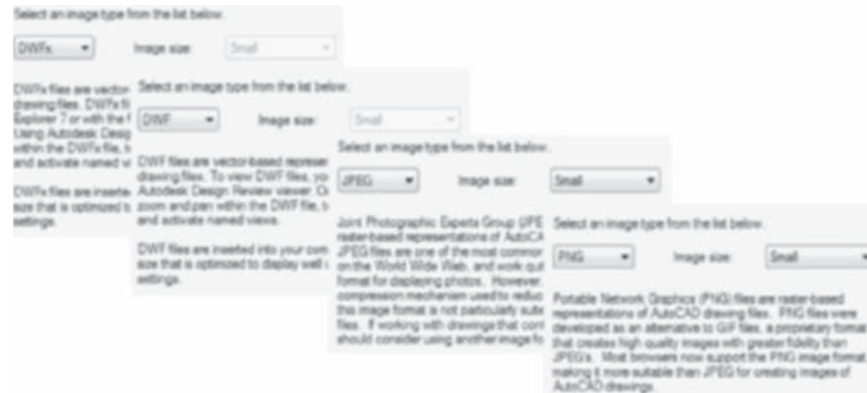 Select an image type from the list below.
DWFx Image size: Small
DWFx files are vector-
drawing files. DWFx fi
Explorer 7 or with the f
Using Autodesk Desig
within the DWFx file, b
and activate named vi
DWFx files are inserte
size that is optimized t
settings.
Select an image type from the list below.
DWF Image size: Small
DWF files are vector-based represer
drawing files. To view DWF files, yo
Autodesk Design Review viewer. O
zoom and pan within the DWF file, b
and activate named views.
DWF files are inserted into your com
size that is optimized to display well
settings.
Select an image type from the list below.
JPEG Image size: Small
Joint Photographic Experts Group (JPE
raster-based representations of AutoCA
JPEG files are one of the most common
on the World Wide Web, and work quit
format for displaying photos. However,
compression mechanism used to reduc
this image format is not particularly suite
files. If working with drawings that cont
should consider using another image fo
Select an image type from the list below.
PNG Image size: Small
Portable Network Graphics (PNG) files are raster-based
representations of AutoCAD drawing files. PNG files were
developed as an alternative to GIF files, a proprietary format
that creates high quality images with greater fidelity than
JPEG's. Most browsers now support the PNG image format
making it more suitable than JPEG for creating images of
AutoCAD drawings.